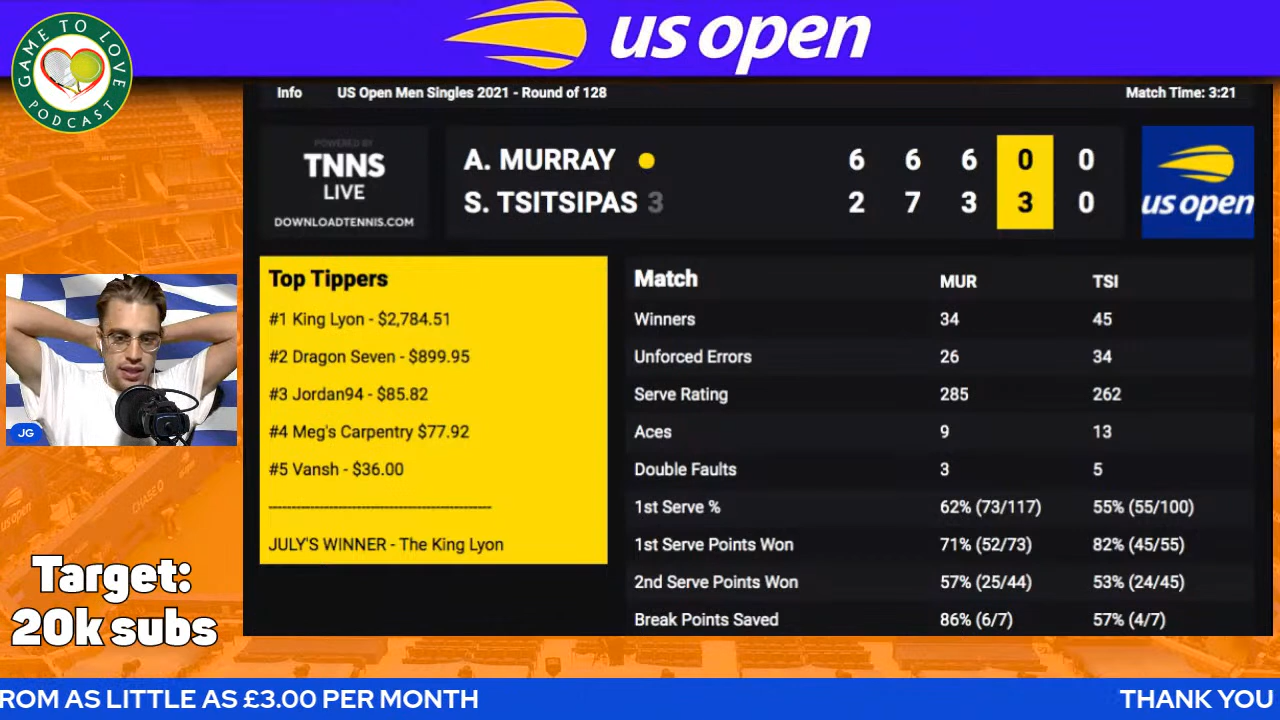 GAME TO LOVE
PODCAST
us open
Info US Open Men Singles 2021 - Round of 128 Match Time: 3:21
POWERED BY
TNNS
LIVE
DOWNLOADTENNIS.COM
A. MURRAY 6 6 6 0 0
S. TSITSIPAS 3 2 7 3 3 0
us open
Top Tippers
#1 King Lyon - $2,784.51
#2 Dragon Seven - $899.95
#3 Jordan94 - $85.82
#4 Meg's Carpentry $77.92
#5 Vansh - $36.00
----------------------------------------------
JULY'S WINNER - The King Lyon
Match MUR TSI
Winners 34 45
Unforced Errors 26 34
Serve Rating 285 262
Aces 9 13
Double Faults 3 5
1st Serve % 62% (73/117) 55% (55/100)
1st Serve Points Won 71% (52/73) 82% (45/55)
2nd Serve Points Won 57% (25/44) 53% (24/45)
Break Points Saved 86% (6/7) 57% (4/7)
JG
CHASE
us open
Target:
20k subs
ROM AS LITTLE AS £3.00 PER MONTH THANK YOU